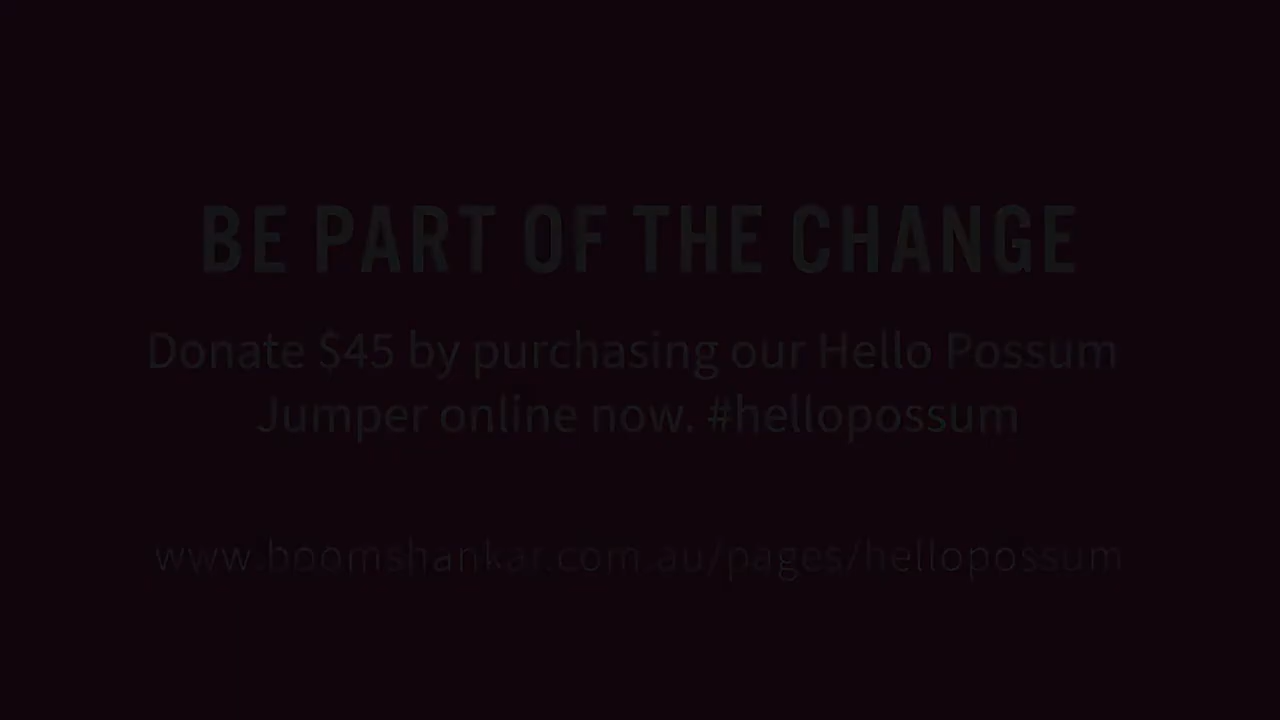 BE PART OF THE CHANGE
Donate $45 by purchasing our Hello Possum
Jumper online now. #hellopossum
www.boomshankar.com.au/pages/hellopossum